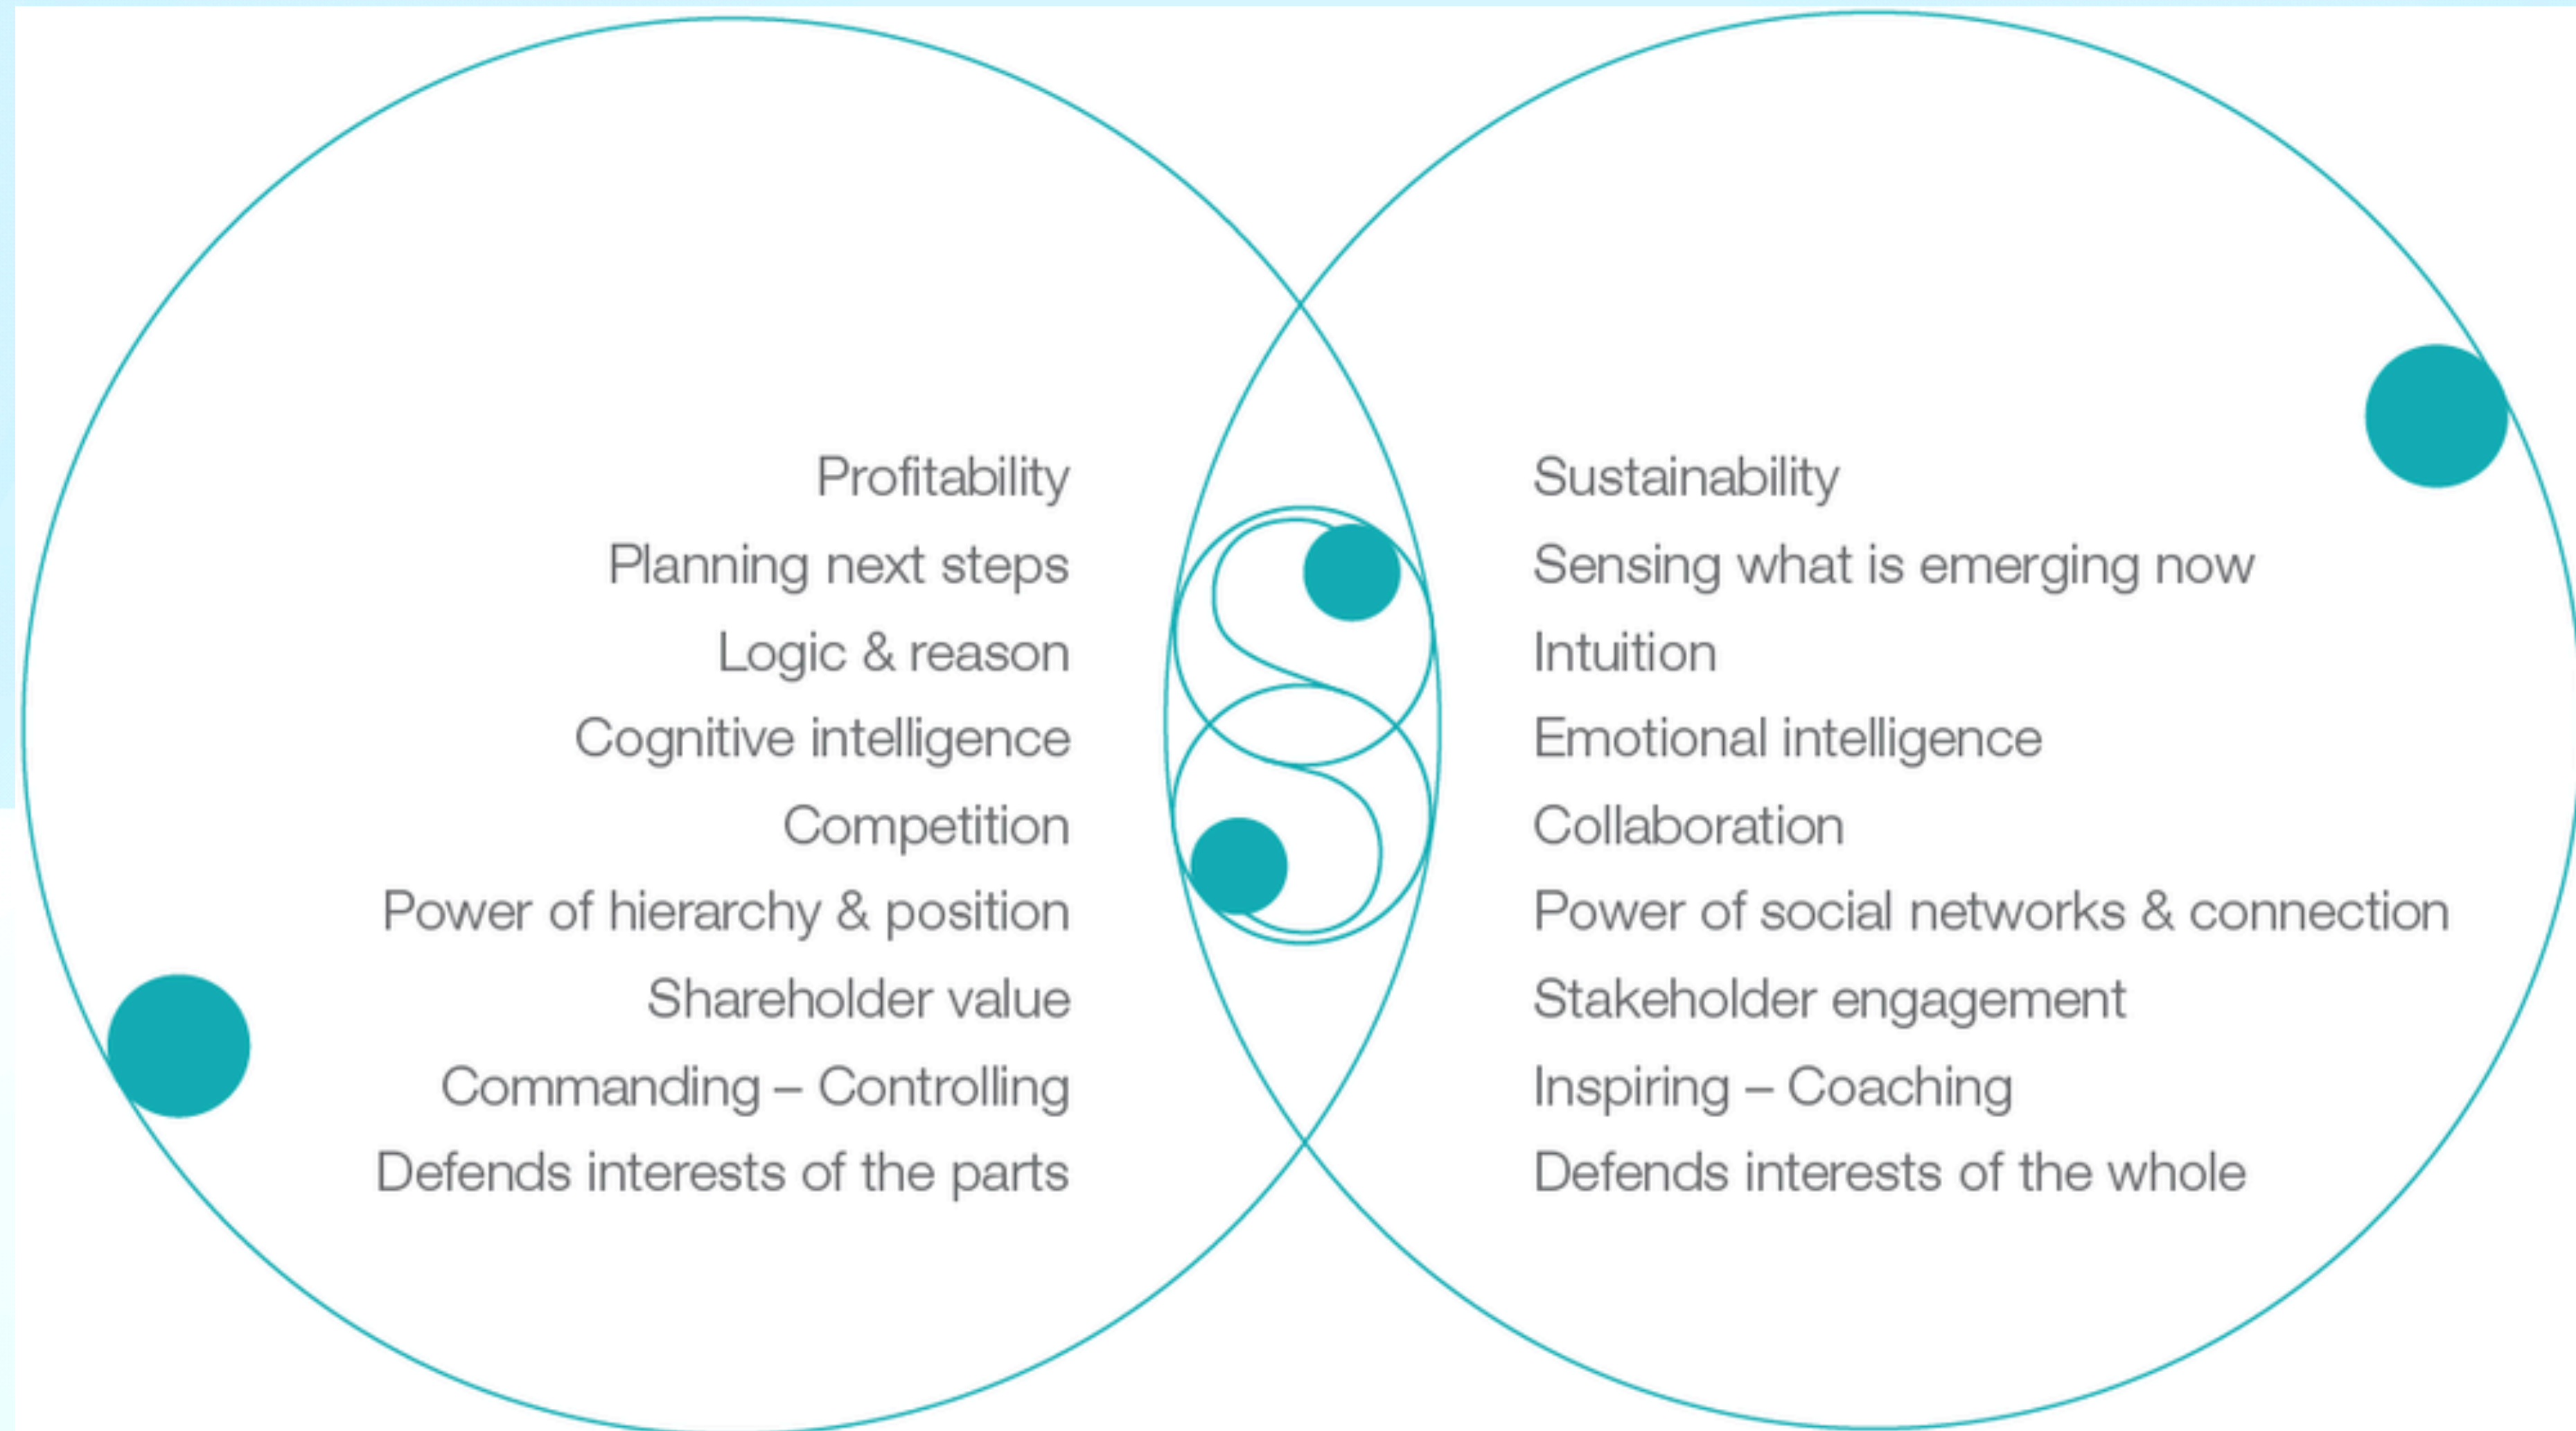 Profitability
Planning next steps
Logic & reason
Cognitive intelligence
Competition
Power of hierarchy & position
Shareholder value
Commanding – Controlling
Defends interests of the parts
Sustainability
Sensing what is emerging now
Intuition
Emotional intelligence
Collaboration
Power of social networks & connection
Stakeholder engagement
Inspiring – Coaching
Defends interests of the whole